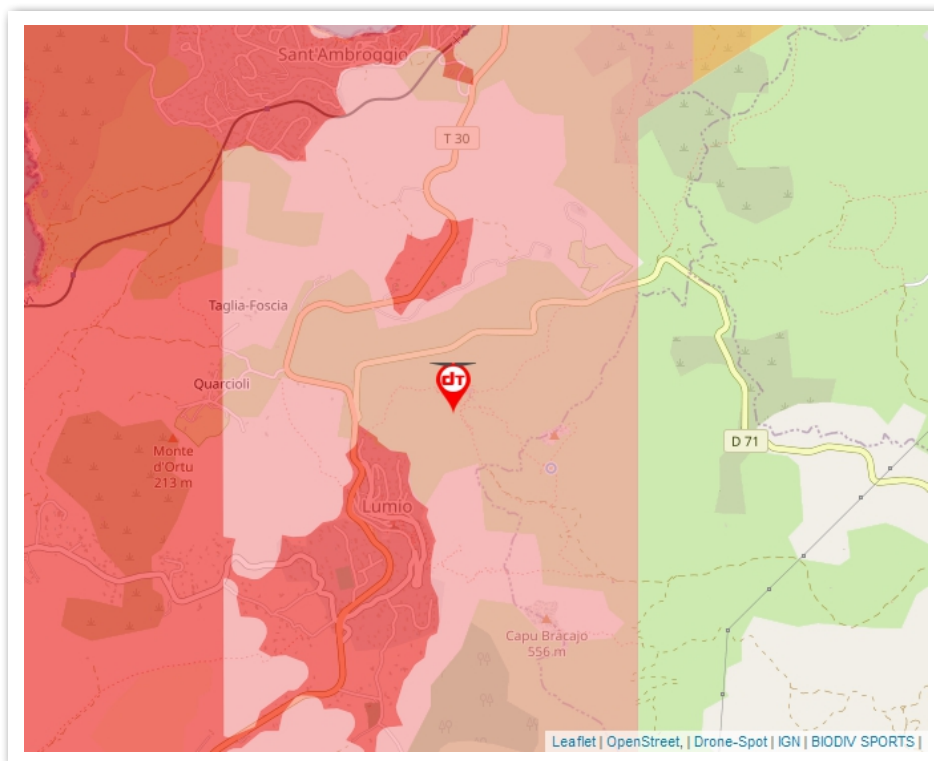 Sant'Ambroggio
T 30
Taglia-Foscia
Quarcioli
dT
D 71
Monte
d'Ortu
213 m
Lumio
Capu Bracajo
556 m
Leaflet | OpenStreet, | Drone-Spot | IGN | BIODIV SPORTS |